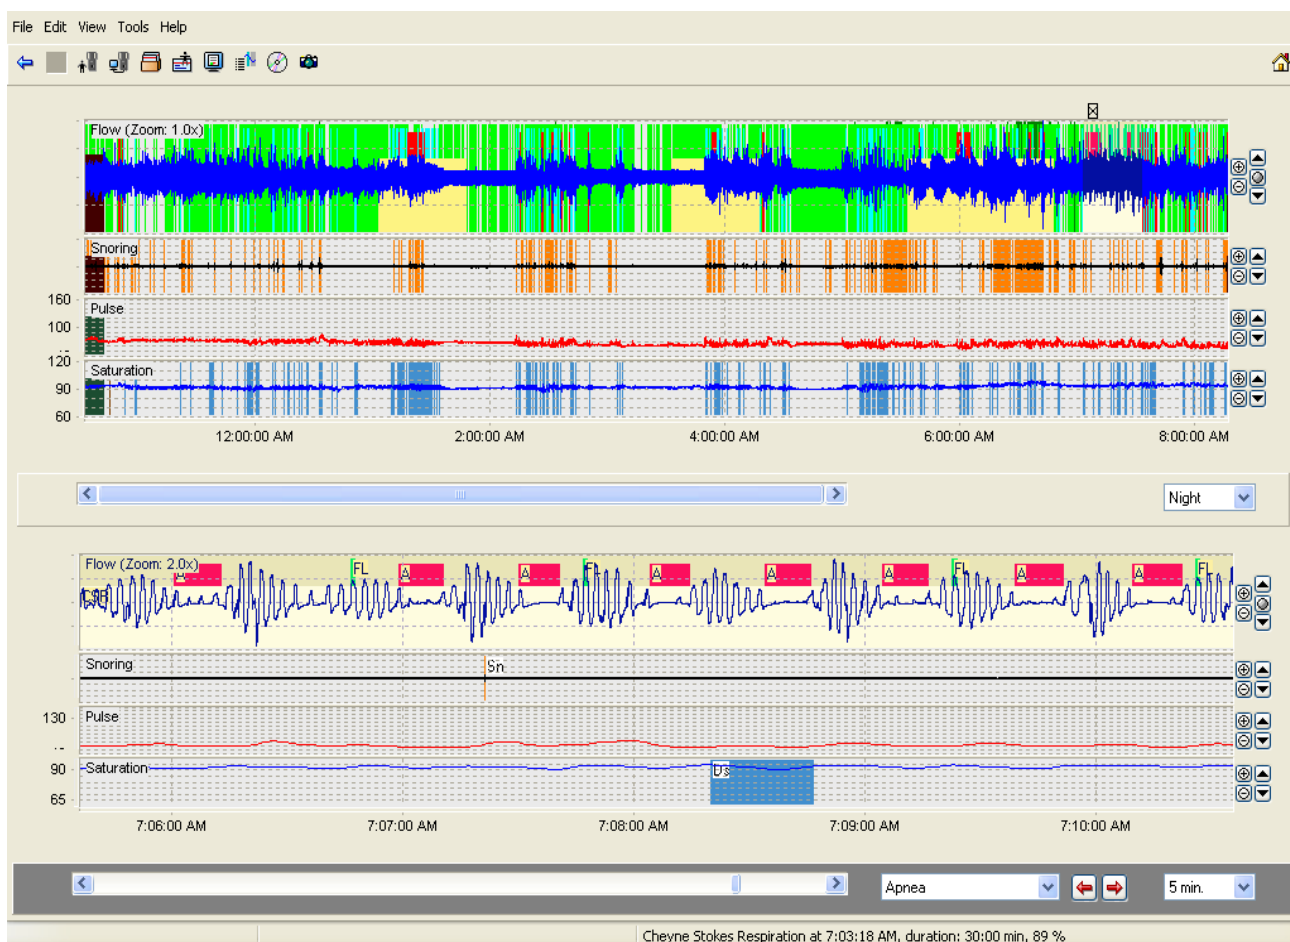 File Edit View Tools Help
Flow (Zoom: 1.0x)
Snoring
160
Pulse
100
120
Saturation
90
60
12:00:00 AM 2:00:00 AM 4:00:00 AM 6:00:00 AM 8:00:00 AM
Night
Flow (Zoom: 2.0x)
A FL A A FL A A A FL A A FL
CSR
Snoring
Sn
130
Pulse
90
Saturation
Ds
65
7:06:00 AM 7:07:00 AM 7:08:00 AM 7:09:00 AM 7:10:00 AM
Apnea
5 min.
Cheyne Stokes Respiration at 7:03:18 AM, duration: 30:00 min, 89 %